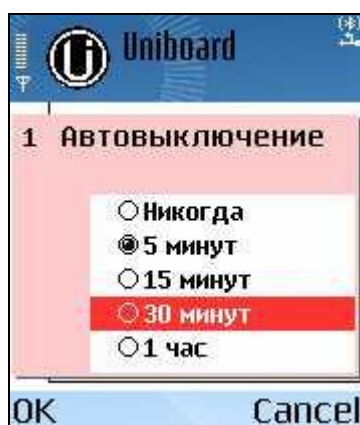 Uniboard
1 Автовыключение
Никогда
5 минут
15 минут
30 минут
1 час
OK Cancel